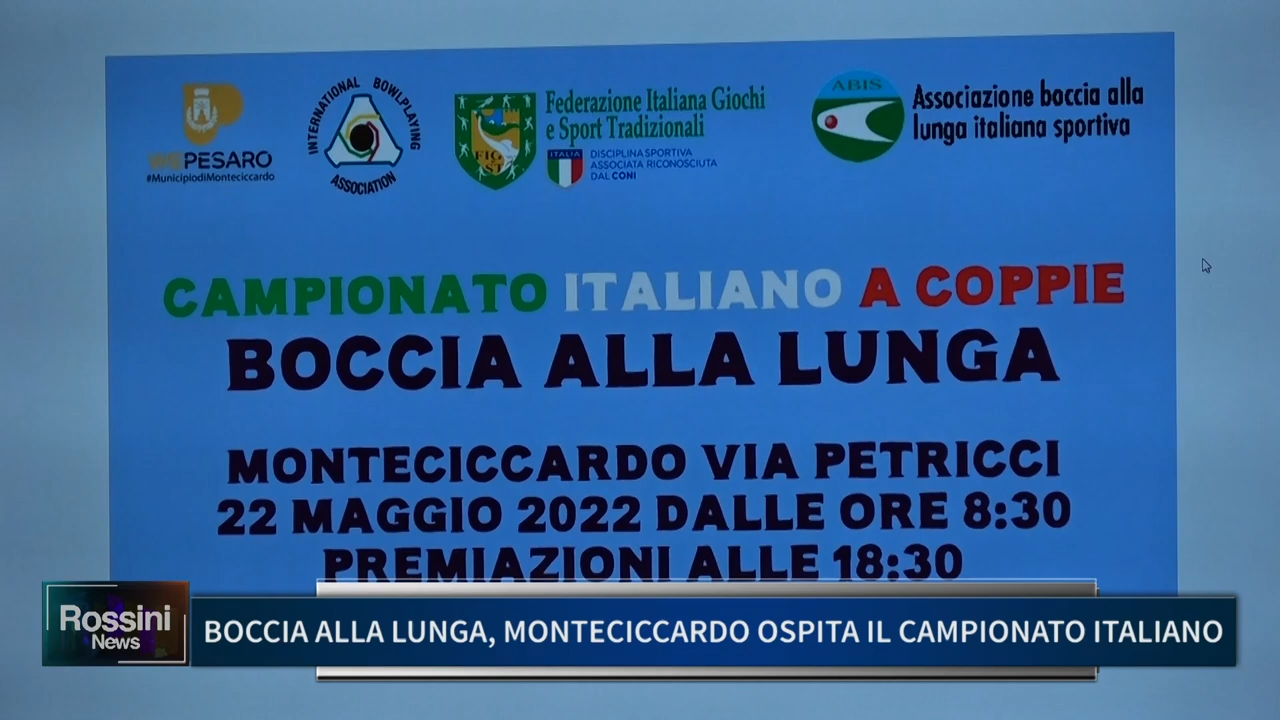 WEPESARO
#MunicipiodiMonteciccardo
INTERNATIONAL BOWLPLAYING
ASSOCIATION
FIGEST
Federazione Italiana Giochi
e Sport Tradizionali
ITALIA
DISCIPLINA SPORTIVA
ASSOCIATA RICONOSCIUTA
DAL CONI
ABIS
Associazione boccia alla
lunga italiana sportiva
CAMPIONATO ITALIANO A COPPIE
BOCCIA ALLA LUNGA
MONTECICCARDO VIA PETRICCI
22 MAGGIO 2022 DALLE ORE 8:30
PREMIAZIONI ALLE 18:30
Rossini
News
BOCCIA ALLA LUNGA, MONTECICCARDO OSPITA IL CAMPIONATO ITALIANO